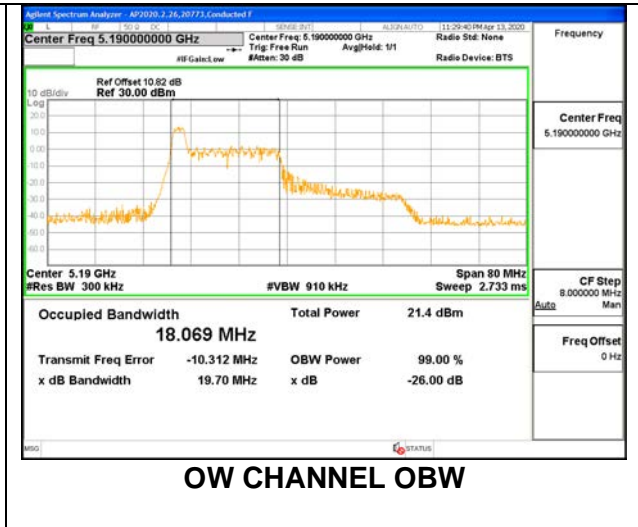 Agilent Spectrum Analyzer - AP2020.2.26,20773,Conducted F
L RF 50 Ω DC SENSE:INT ALIGN AUTO 11:29:40 PM Apr 13, 2020
Center Freq 5.190000000 GHz
Center Freq: 5.190000000 GHz
Radio Std: None
Trig: Free Run Avg|Hold: 1/1
#IFGain:Low #Atten: 30 dB Radio Device: BTS
Frequency
Ref Offset 10.82 dB
10 dB/div Ref 30.00 dBm
Log
20.0
10.0
0.00
-10.0
-20.0
-30.0
-40.0
-50.0
-60.0
Center Freq
5.190000000 GHz
Center 5.19 GHz Span 80 MHz
#Res BW 300 kHz #VBW 910 kHz Sweep 2.733 ms
CF Step
8.000000 MHz
Auto Man
Occupied Bandwidth Total Power 21.4 dBm
18.069 MHz
Freq Offset
0 Hz
Transmit Freq Error -10.312 MHz OBW Power 99.00 %
x dB Bandwidth 19.70 MHz x dB -26.00 dB
MSG STATUS
OW CHANNEL OBW